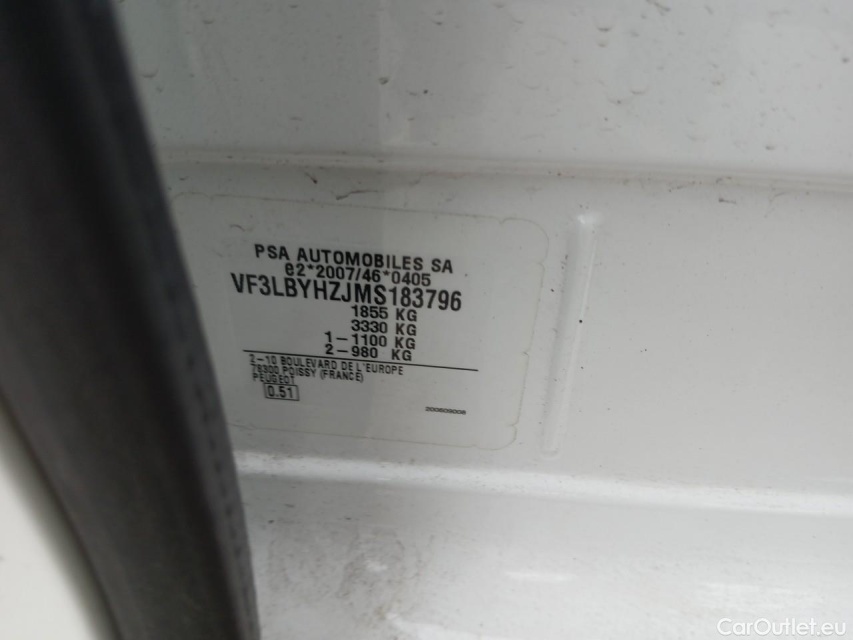 PSA AUTOMOBILES SA
e2*2007/46*0405
VF3LBYHZJMS183796
1855 KG
3330 KG
1-1100 KG
2-980 KG
2-10 BOULEVARD DE L'EUROPE
78300 POISSY (FRANCE)
PEUGEOT
0.51
CarOutlet.eu